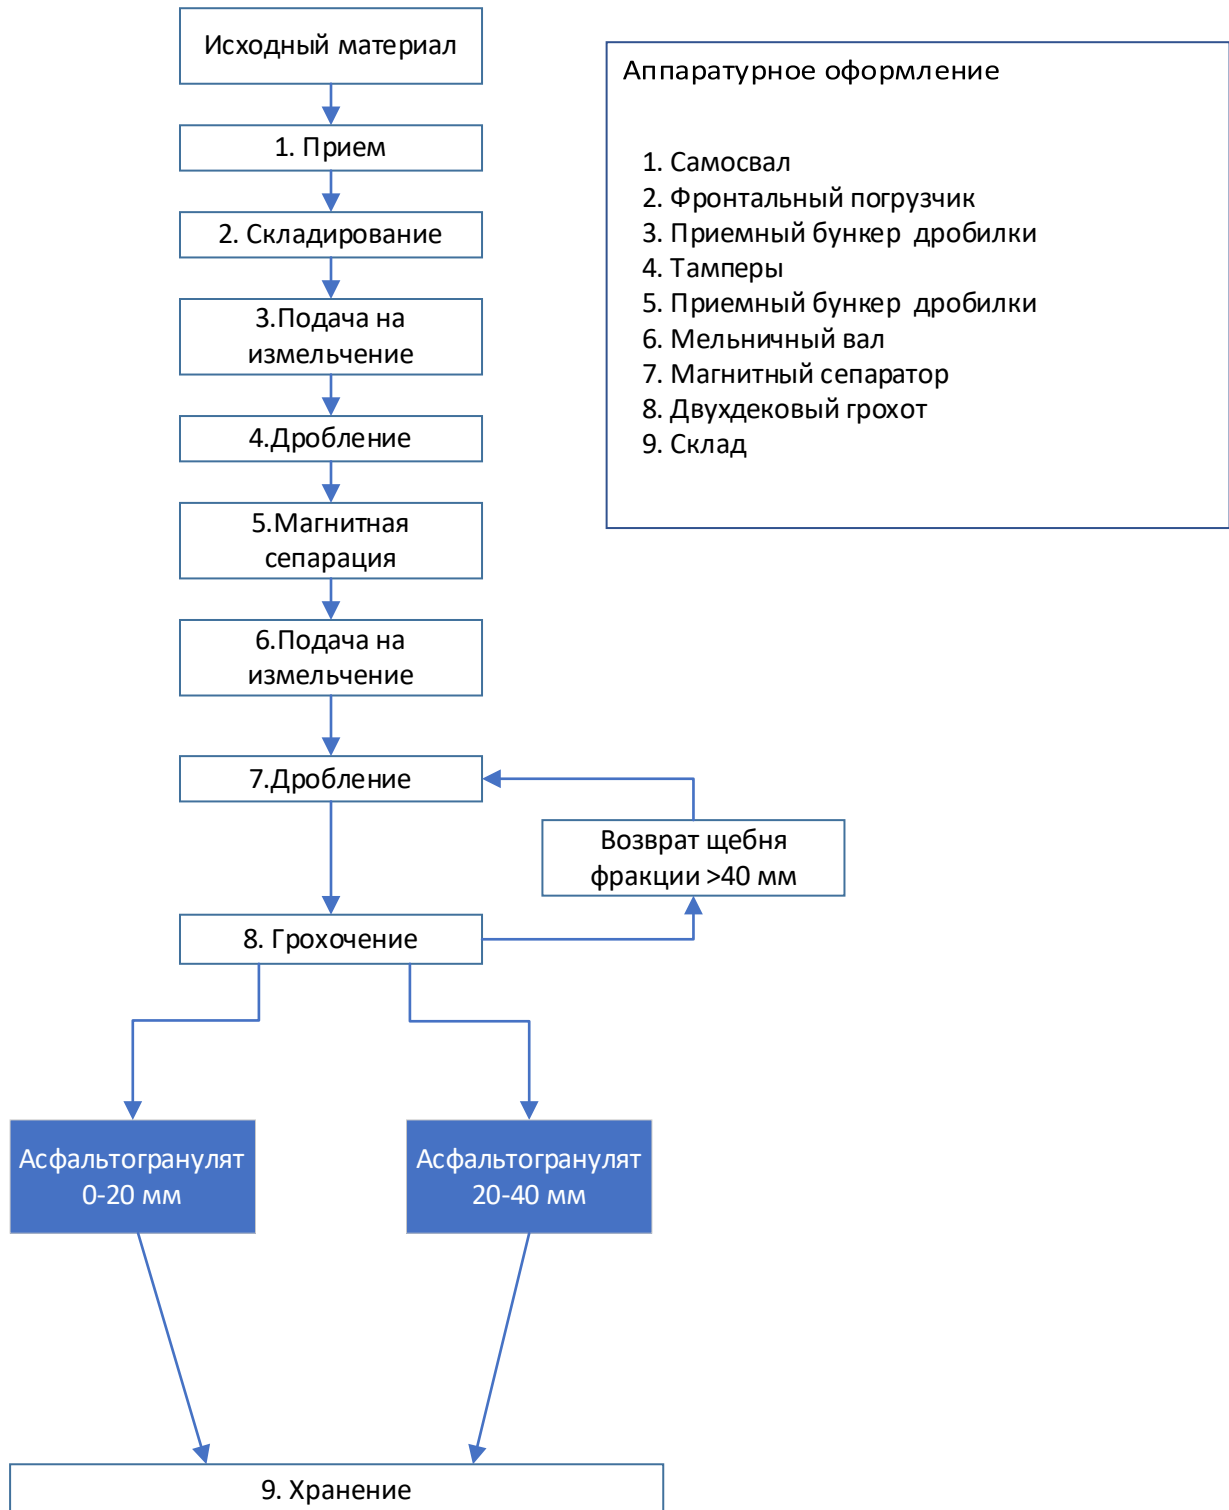 Исходный материал
1. Прием
2. Складирование
3.Подача на
измельчение
4.Дробление
5.Магнитная
сепарация
6.Подача на
измельчение
7.Дробление
Возврат щебня
фракции >40 мм
8. Грохочение
Асфальтогранулят
0-20 мм
Асфальтогранулят
20-40 мм
9. Хранение
Аппаратурное оформление
1. Самосвал
2. Фронтальный погрузчик
3. Приемный бункер  дробилки
4. Тамперы
5. Приемный бункер  дробилки
6. Мельничный вал
7. Магнитный сепаратор
8. Двухдековый грохот
9. Склад